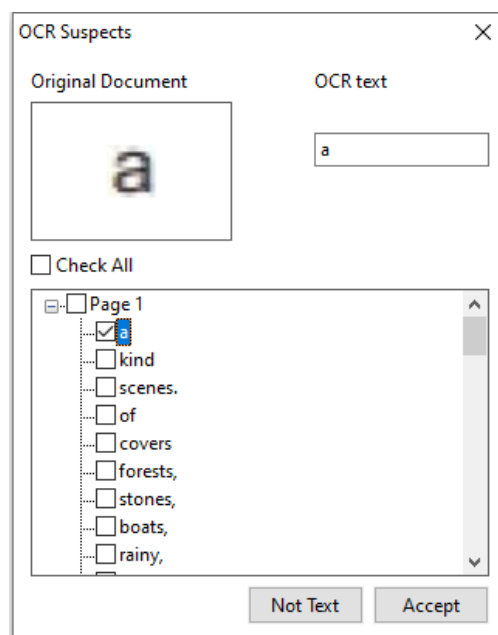 OCR Suspects
Original Document
OCR text
a
a
Check All
Page 1
a
kind
scenes.
of
covers
forests,
stones,
boats,
rainy,
Not Text
Accept